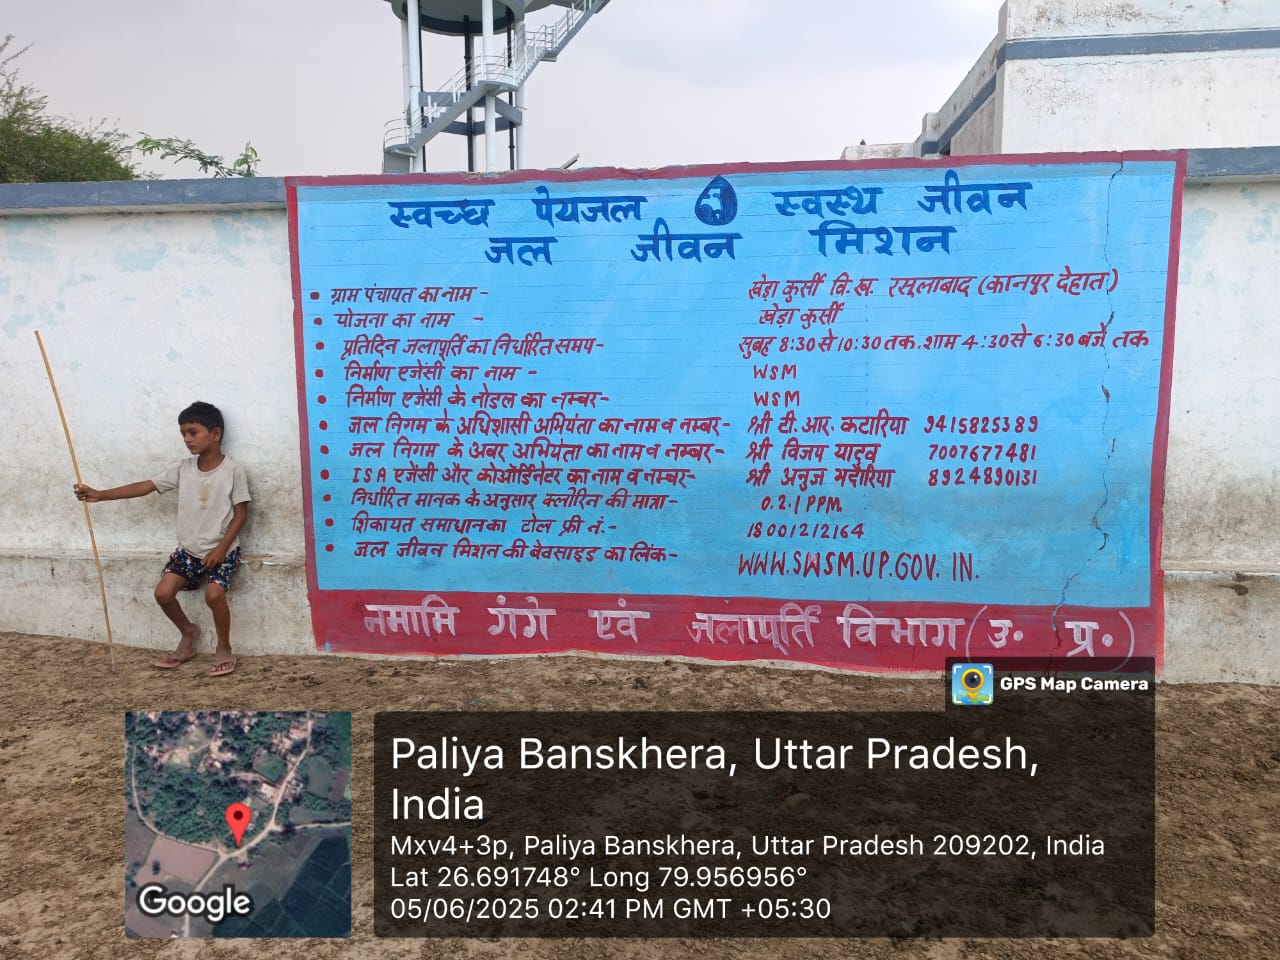 स्वच्छ पेयजल स्वस्थ जीवन
जल जीवन मिशन
• ग्राम पंचायत का नाम - खेड़ा कुर्सी वि.ख. रसूलाबाद (कानपुर देहात)
• योजना का नाम - खेड़ा कुर्सी
• प्रतिदिन जलापूर्ति का निर्धारित समय- सुबह 8:30 से 10:30 तक, शाम 4:30 से 6:30 बजे तक
• निर्माण एजेंसी का नाम - WSM
• निर्माण एजेंसी के नोडल का नम्बर- WSM
• जल निगम के अधिशासी अभियंता का नाम व नम्बर- श्री टी. आर. कटारिया 9415825389
• जल निगम के अवर अभियंता का नाम व नम्बर- श्री विजय यादव 7007677481
• ISA एजेंसी और कोऑर्डिनेटर का नाम व नम्बर- श्री अनुज भदौरिया 8924890131
• निर्धारित मानक के अनुसार क्लोरिन की मात्रा- 0.2.1 PPM.
• शिकायत समाधान का टोल फ्री नं.- 18001212164
• जल जीवन मिशन की बेवसाइड का लिंक- WWW.SWSM.UP.GOV. IN.
नमामि गंगे एवं जलापूर्ति विभाग (उ. प्र.)
GPS Map Camera
Paliya Banskhera, Uttar Pradesh,
India
Mxv4+3p, Paliya Banskhera, Uttar Pradesh 209202, India
Lat 26.691748° Long 79.956956°
05/06/2025 02:41 PM GMT +05:30
Google